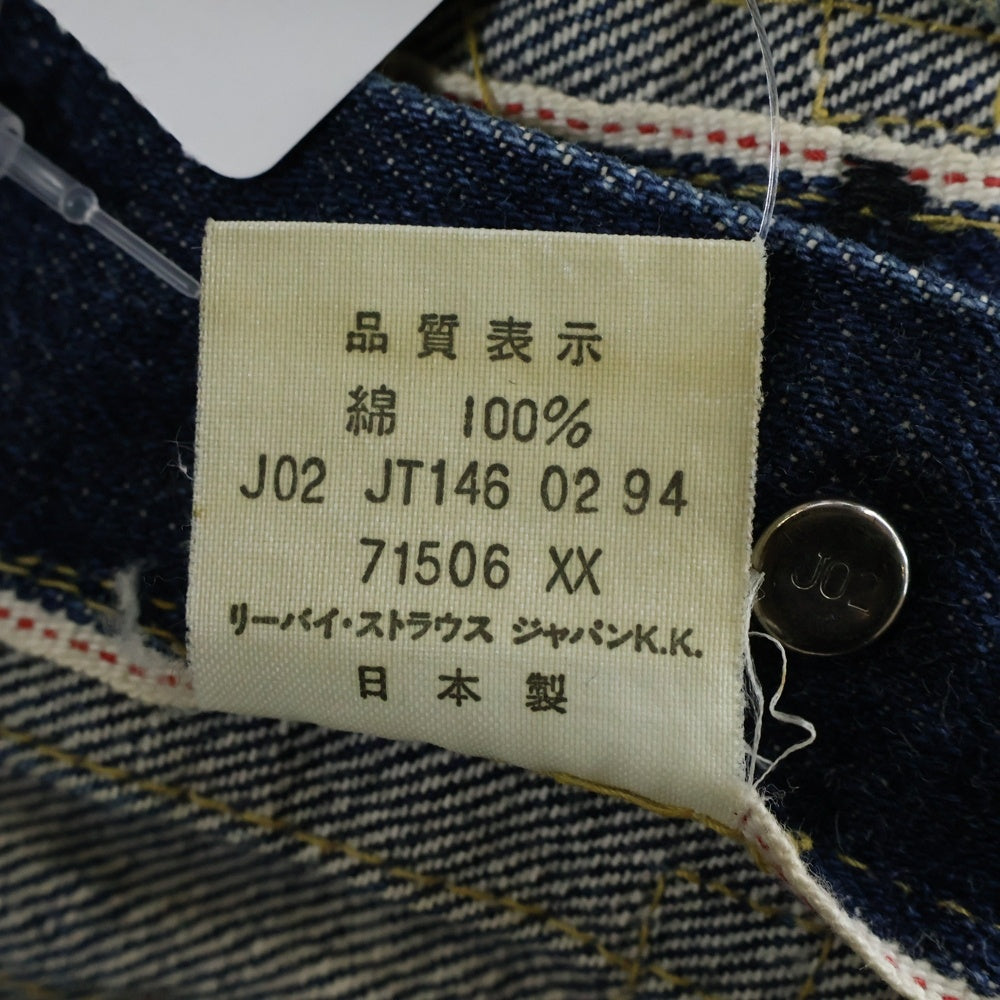 品質表示
綿 100%
J02 JT146 02 94
71506 XX
リーバイ・ストラウス ジャパンK.K.
日本製
J02